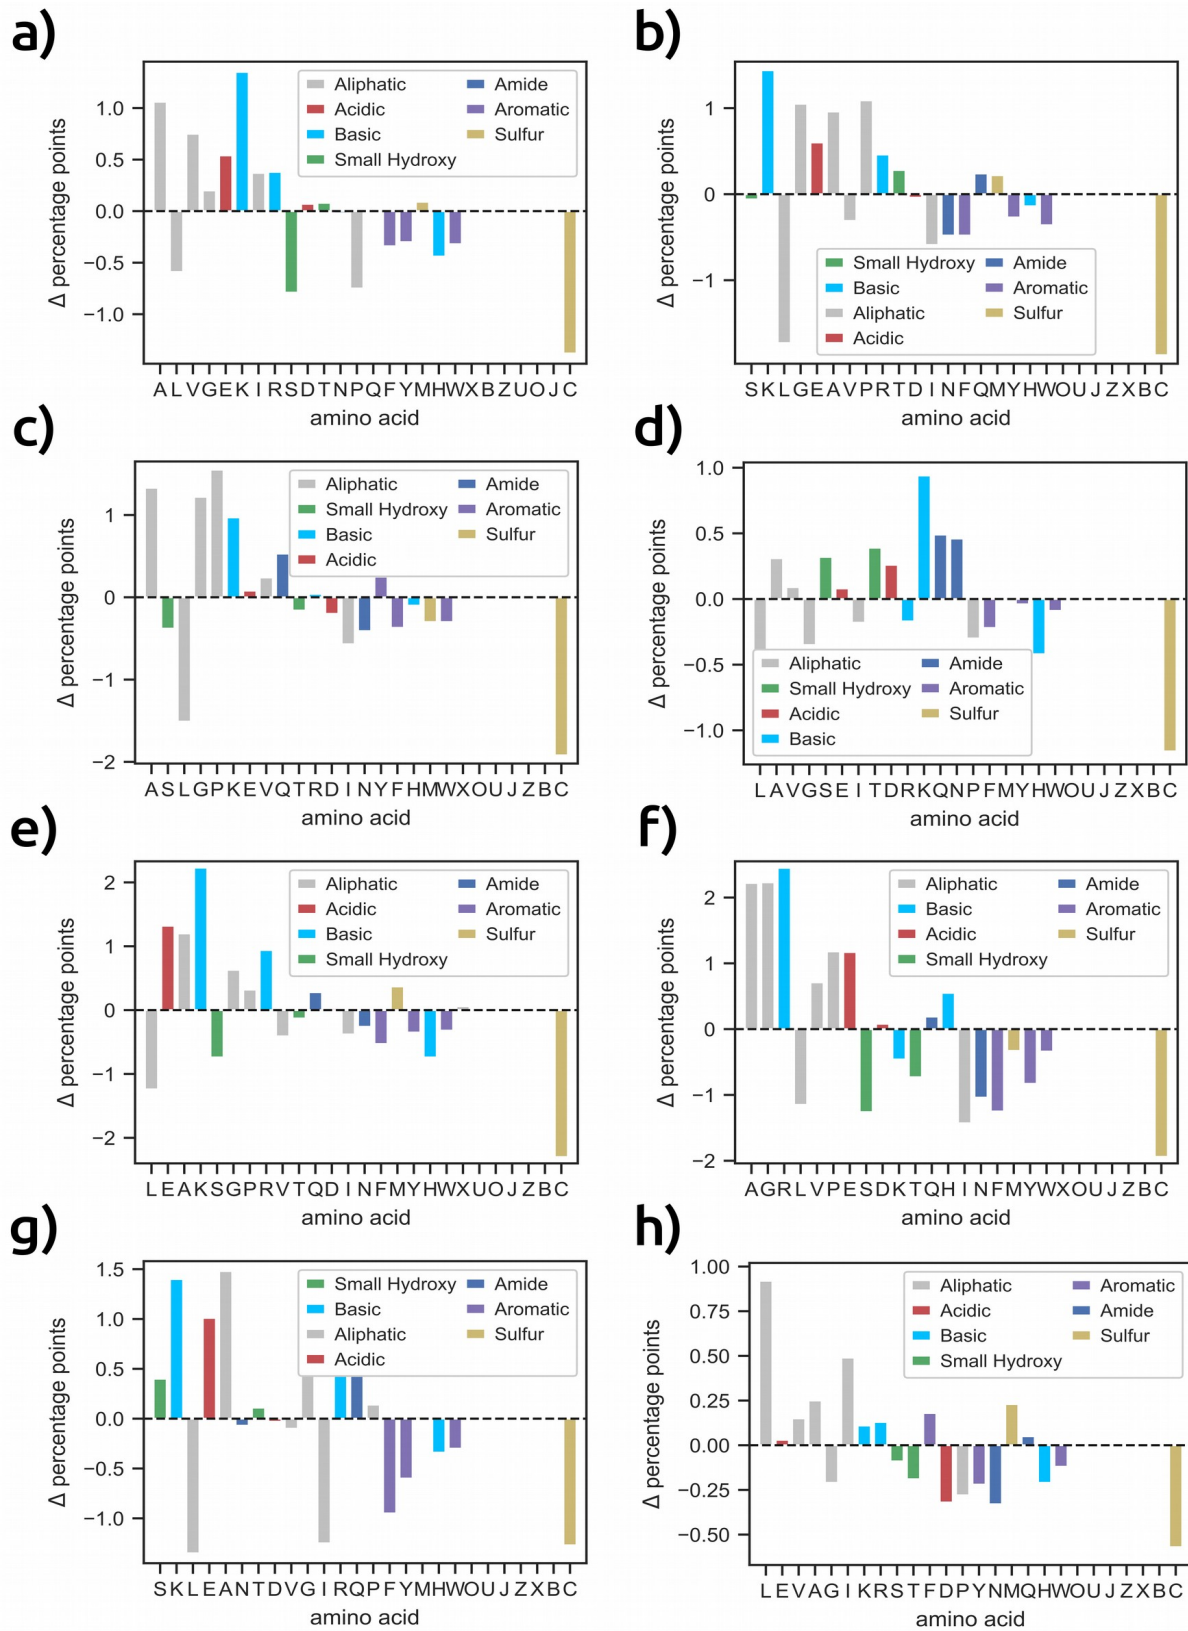 a)
1.0
0.5
0.0
−0.5
−1.0
Δ percentage points
Aliphatic
Acidic
Basic
Small Hydroxy
Amide
Aromatic
Sulfur
A L V G E K I R S D T N P Q F Y M H W X B Z U O J C
amino acid
b)
1
0
−1
Δ percentage points
Small Hydroxy
Basic
Aliphatic
Acidic
Amide
Aromatic
Sulfur
S K L G E A V P R T D I N F Q M Y H W O U J Z X B C
amino acid
c)
1
0
−1
−2
Δ percentage points
Aliphatic
Small Hydroxy
Basic
Acidic
Amide
Aromatic
Sulfur
A S L G P K E V Q T R D I N Y F H M W X O U J Z B C
amino acid
d)
1.0
0.5
0.0
−0.5
−1.0
Δ percentage points
Aliphatic
Small Hydroxy
Acidic
Basic
Amide
Aromatic
Sulfur
L A V G S E I T D R K Q N P F M Y H W O U J Z X B C
amino acid
e)
2
1
0
−1
−2
Δ percentage points
Aliphatic
Acidic
Basic
Small Hydroxy
Amide
Aromatic
Sulfur
L E A K S G P R V T Q D I N F M Y H W X U O J Z B C
amino acid
f)
2
1
0
−1
−2
Δ percentage points
Aliphatic
Basic
Acidic
Small Hydroxy
Amide
Aromatic
Sulfur
A G R L V P E S D K T Q H I N F M Y W X O U J Z B C
amino acid
g)
1.5
1.0
0.5
0.0
−0.5
−1.0
Δ percentage points
Small Hydroxy
Basic
Aliphatic
Acidic
Amide
Aromatic
Sulfur
S K L E A N T D V G I R Q P F Y M H W O U J Z X B C
amino acid
h)
1.00
0.75
0.50
0.25
0.00
−0.25
−0.50
Δ percentage points
Aliphatic
Acidic
Basic
Small Hydroxy
Aromatic
Amide
Sulfur
L E V A G I K R S T F D P Y N M Q H W O U J Z X B C
amino acid